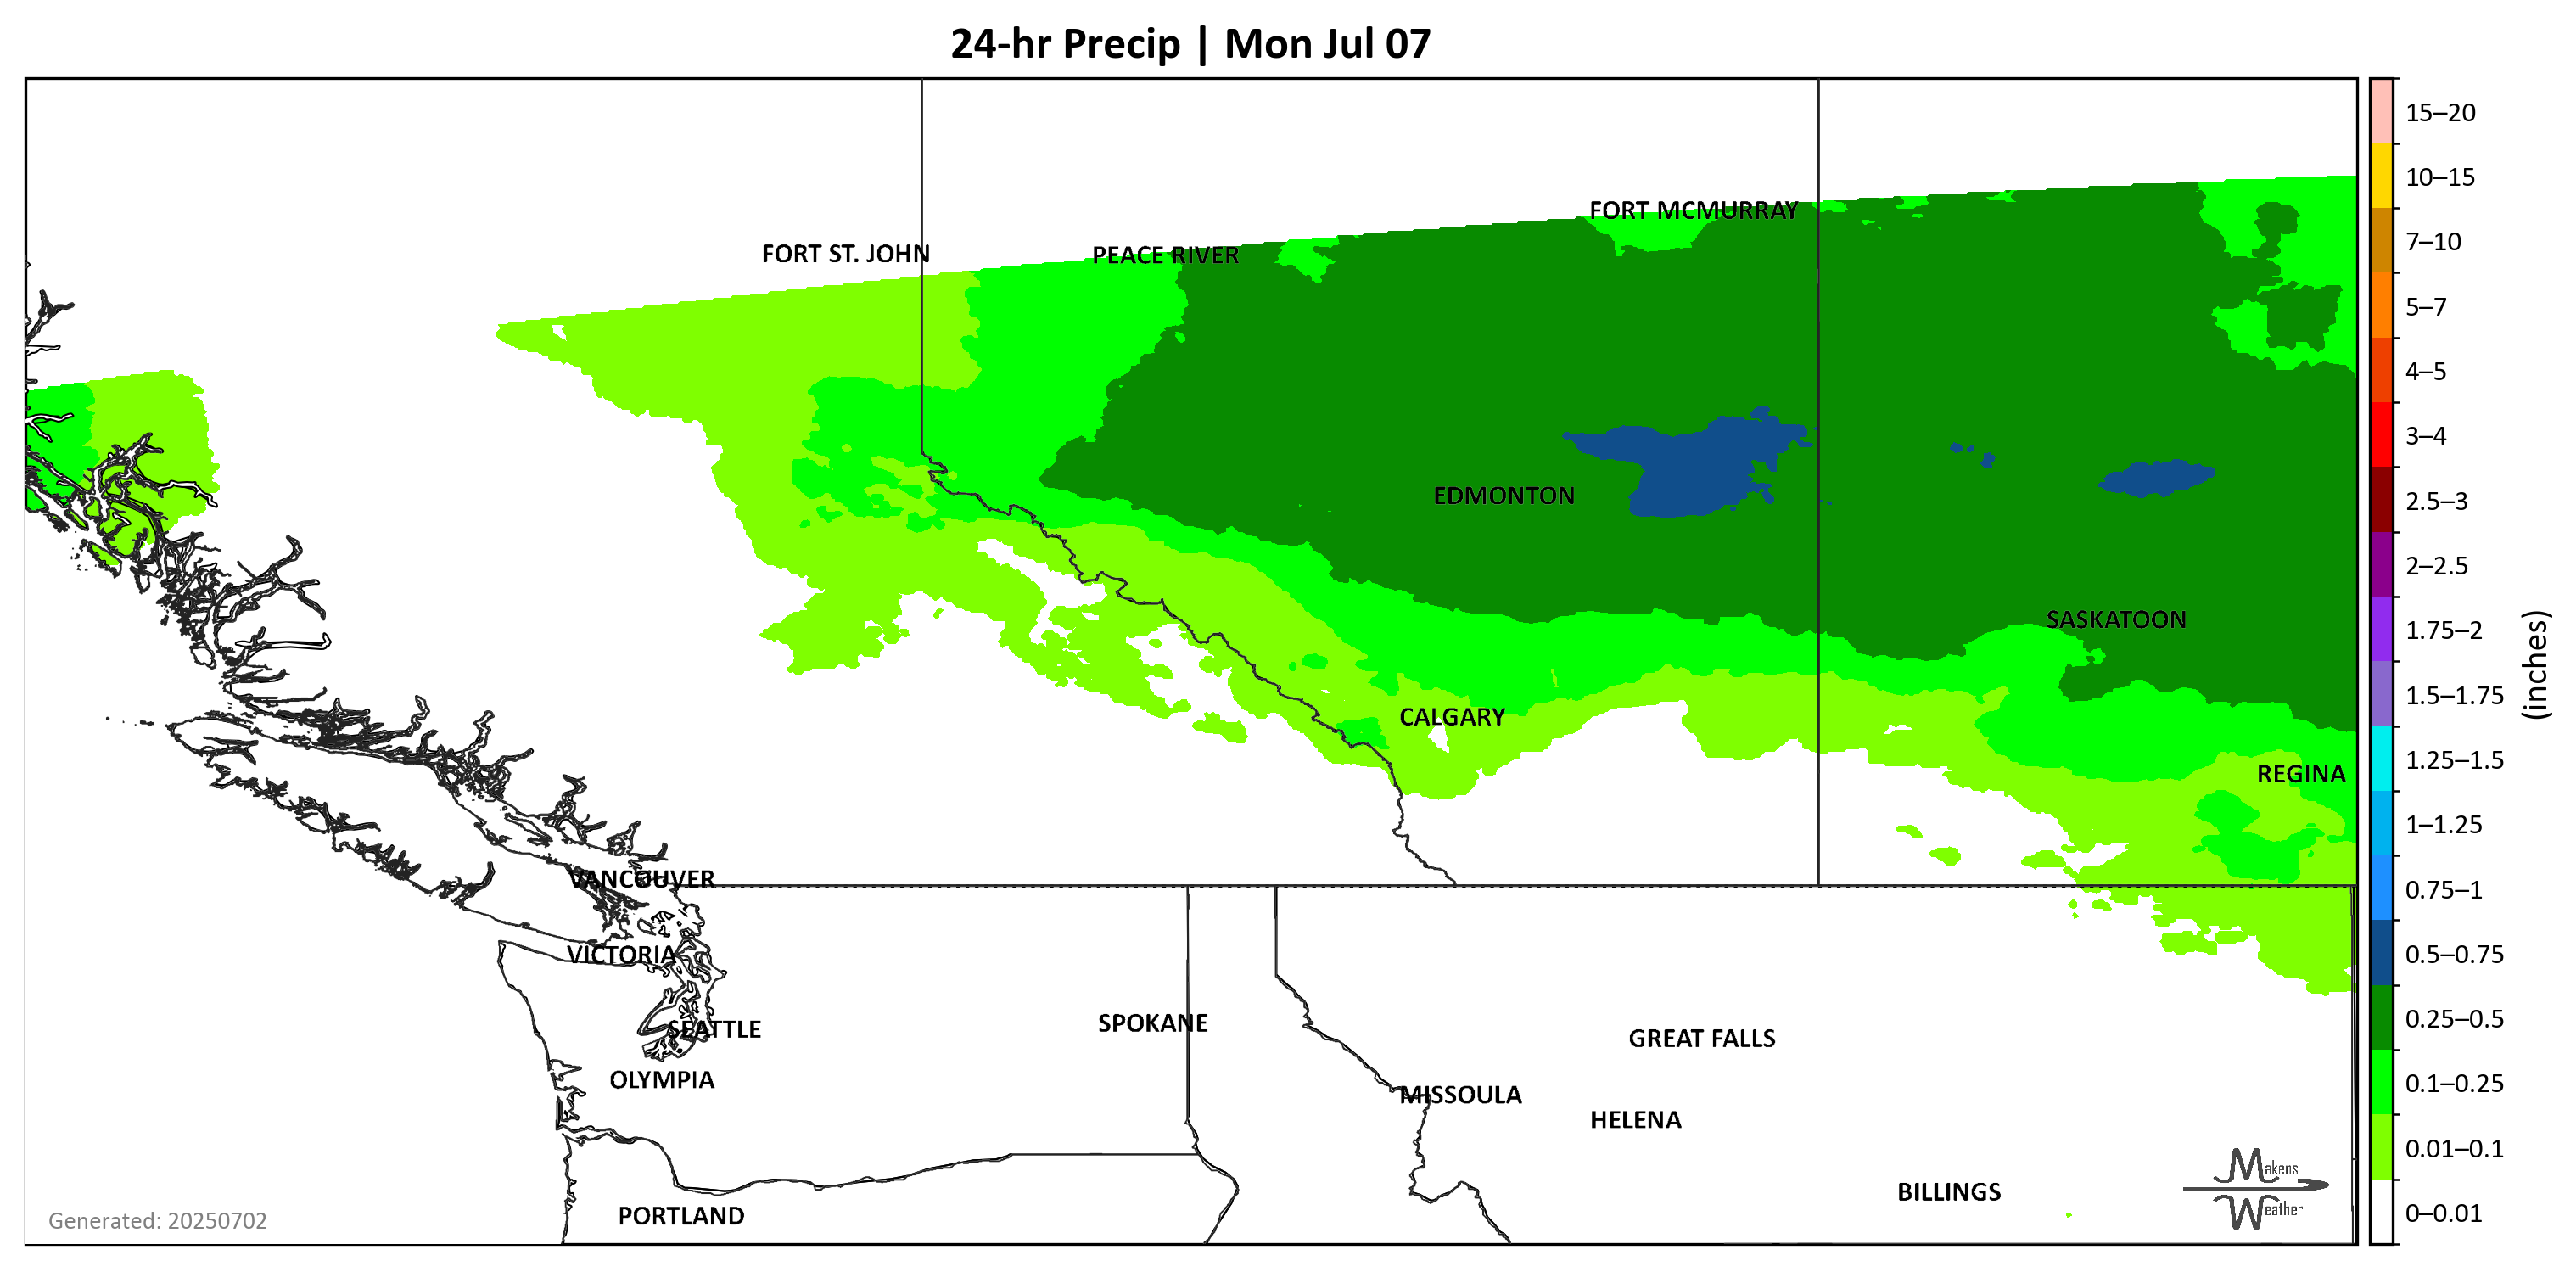 24-hr Precip | Mon Jul 07
15–20
10–15
7–10
5–7
4–5
3–4
2.5–3
2–2.5
1.75–2
1.5–1.75
1.25–1.5
1–1.25
0.75–1
0.5–0.75
0.25–0.5
0.1–0.25
0.01–0.1
0–0.01
(inches)
FORT MCMURRAY
FORT ST. JOHN
PEACE RIVER
EDMONTON
SASKATOON
CALGARY
REGINA
VANCOUVER
VICTORIA
SEATTLE
SPOKANE
GREAT FALLS
OLYMPIA
MISSOULA
HELENA
BILLINGS
PORTLAND
Makens
Weather
Generated: 20250702